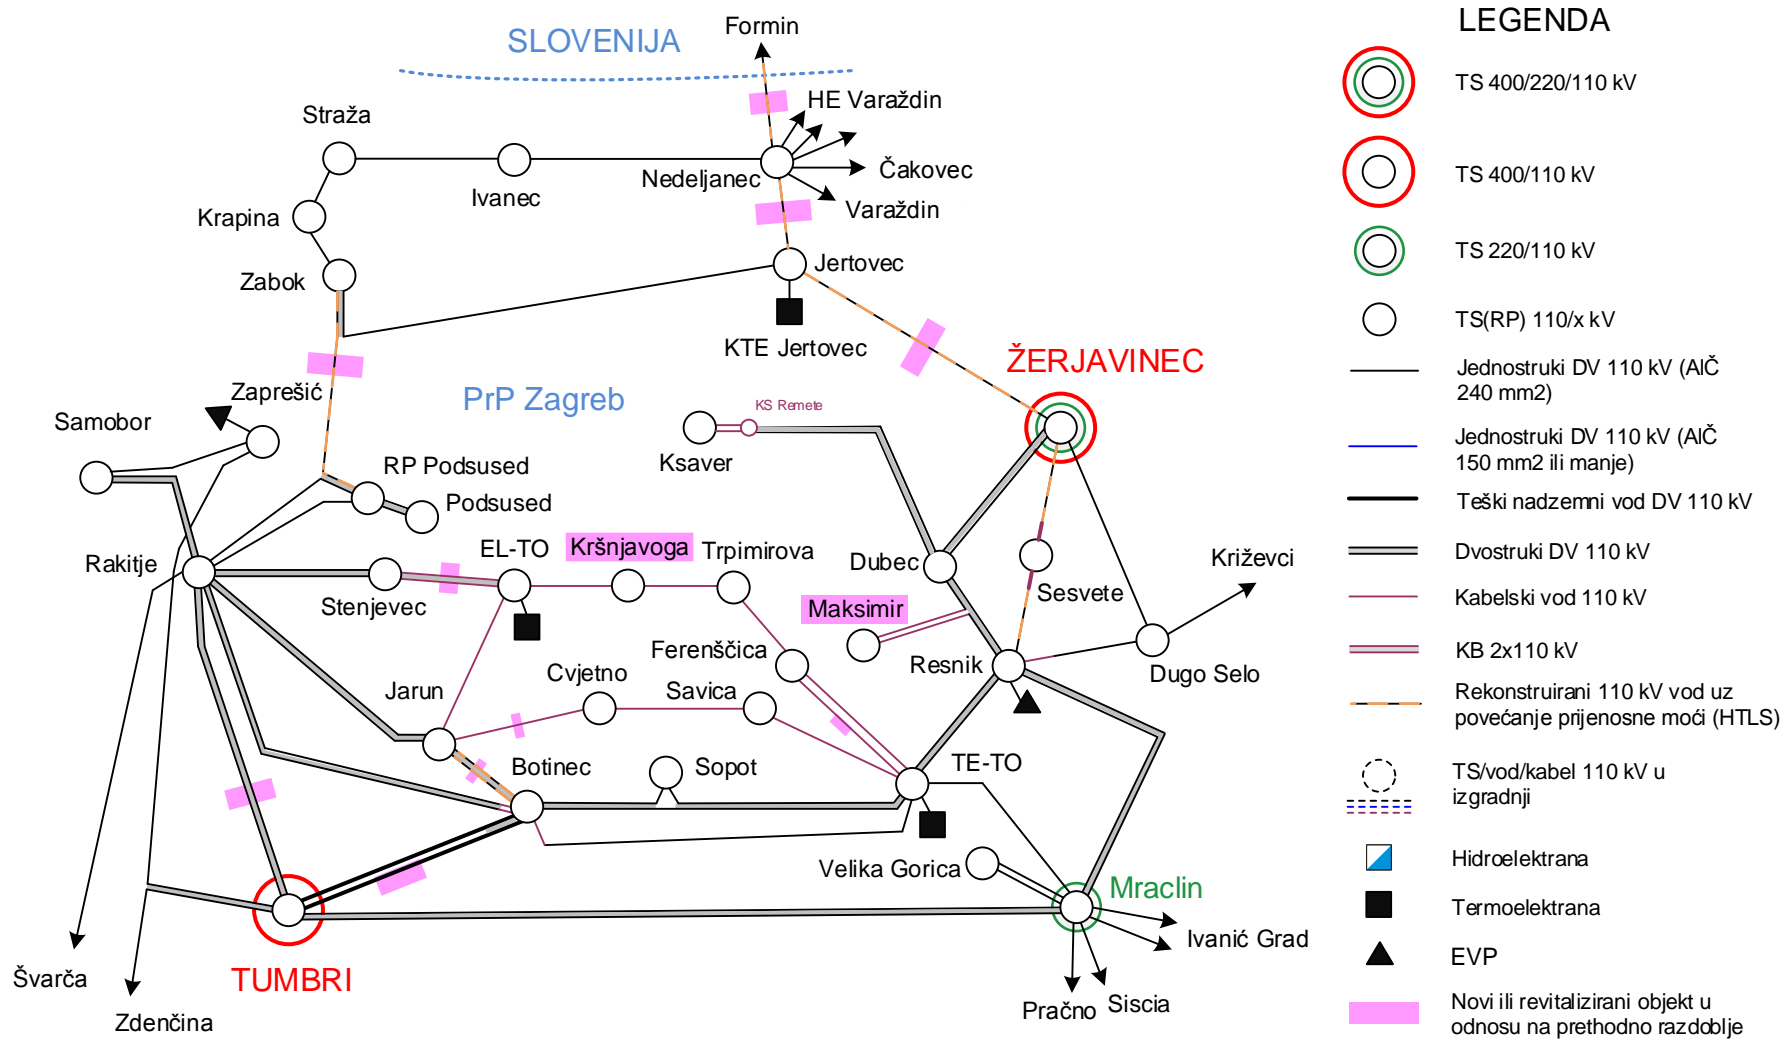 Formin
SLOVENIJA
HE Varaždin
Straža
Nedeljanec
Čakovec
Ivanec
Varaždin
Krapina
Zabok
Jertovec
KTE Jertovec
ŽERJAVINEC
Zaprešić
PrP Zagreb
KS Remete
Samobor
Ksaver
RP Podsused
Podsused
EL-TO
Kršnjavoga
Trpimirova
Rakitje
Dubec
Križevci
Stenjevec
Sesvete
Maksimir
Ferenščica
Resnik
Dugo Selo
Cvjetno
Savica
Jarun
Botinec
Sopot
TE-TO
Velika Gorica
Mraclin
Ivanić Grad
Švarča
TUMBRI
Pračno
Siscia
Zdenčina
LEGENDA
TS 400/220/110 kV
TS 400/110 kV
TS 220/110 kV
TS(RP) 110/x kV
Jednostruki DV 110 kV (AlČ
240 mm2)
Jednostruki DV 110 kV (AlČ
150 mm2 ili manje)
Teški nadzemni vod DV 110 kV
Dvostruki DV 110 kV
Kabelski vod 110 kV
KB 2x110 kV
Rekonstruirani 110 kV vod uz
povećanje prijenosne moći (HTLS)
TS/vod/kabel 110 kV u
izgradnji
Hidroelektrana
Termoelektrana
EVP
Novi ili revitalizirani objekt u
odnosu na prethodno razdoblje